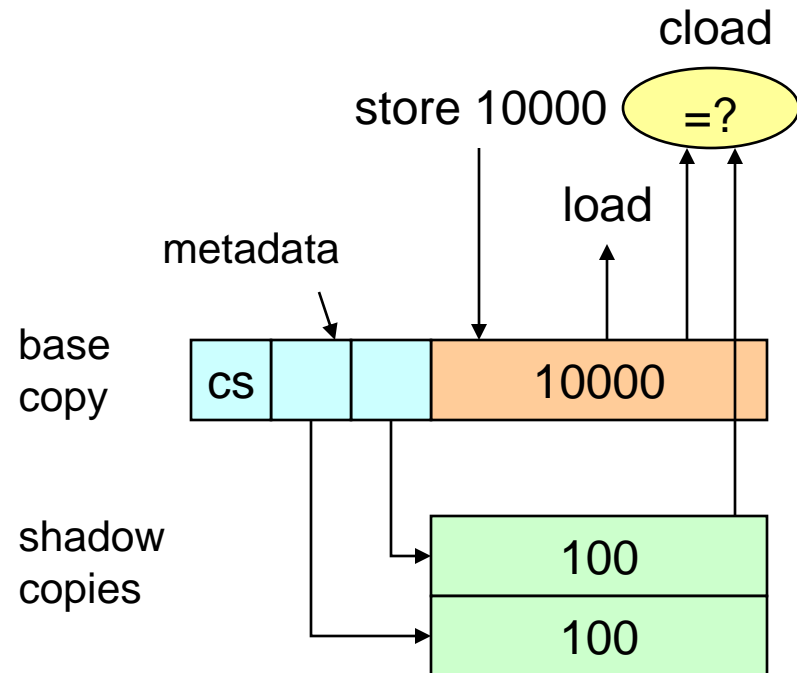 cload
store 10000
=?
load
metadata
base
copy
cs
10000
shadow
copies
100
100